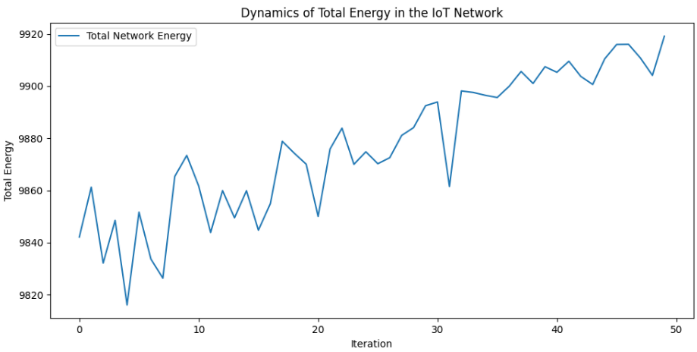 Dynamics of Total Energy in the IoT Network
Total Network Energy
Total Energy
9920
9900
9880
9860
9840
9820
0 10 20 30 40 50
Iteration